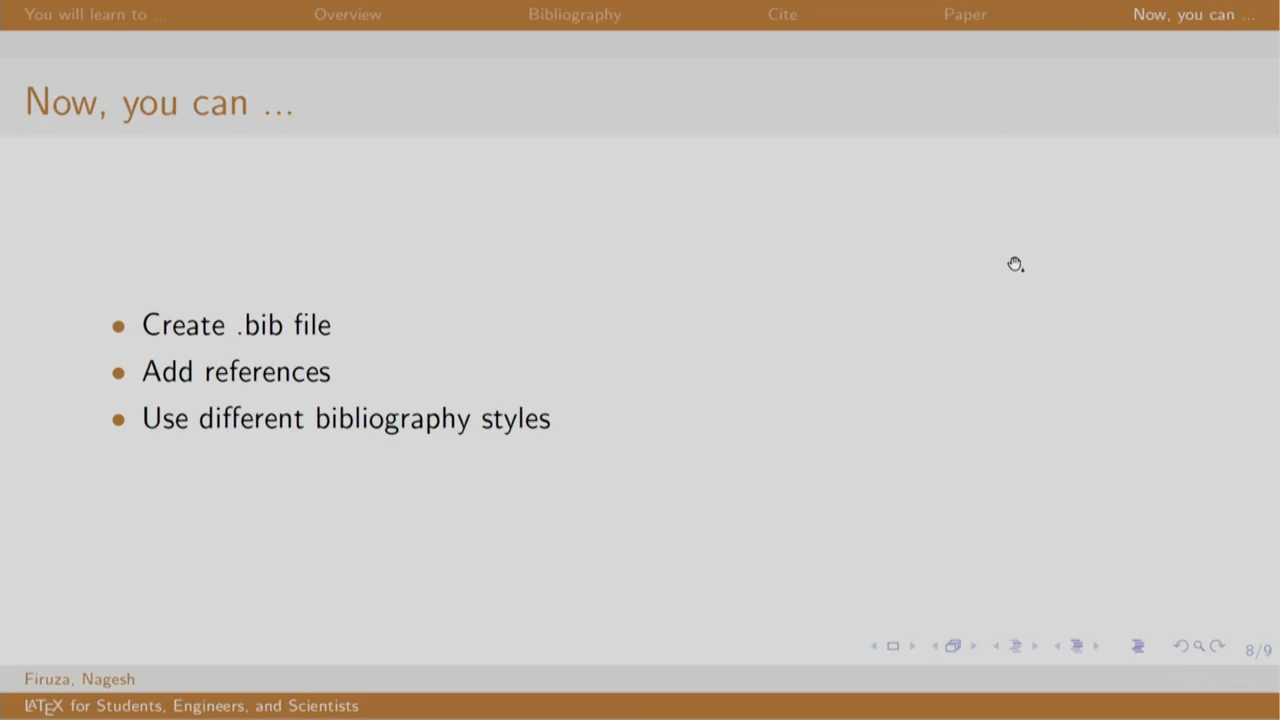 You will learn to ... Overview Bibliography Cite Paper Now, you can ...
Now, you can ...
• Create .bib file
• Add references
• Use different bibliography styles
8/9
Firuza, Nagesh
LATEX for Students, Engineers, and Scientists